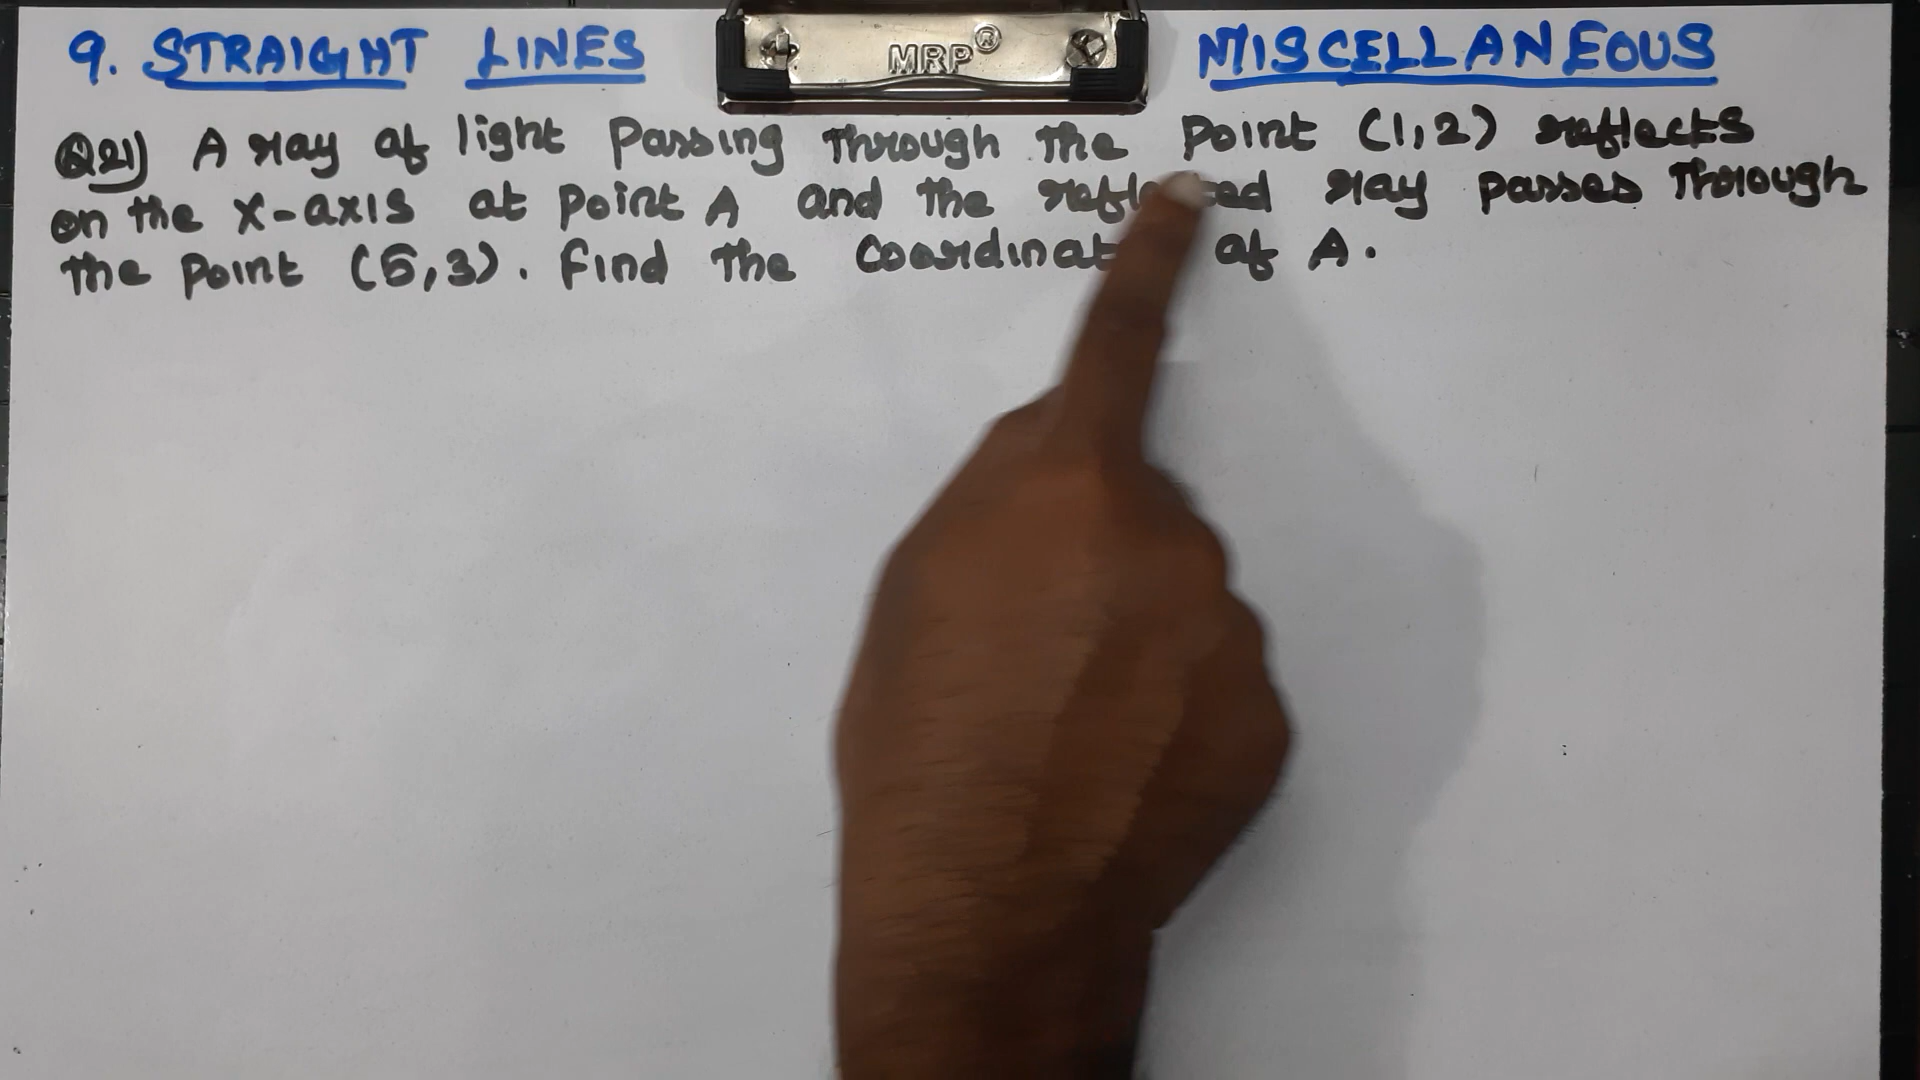 9. STRAIGHT LINES
MRP®
MISCELLANEOUS
Q21) A ray of light passing through the point (1,2) reflects
on the x-axis at point A and the reflected ray passes through
the point (5,3). find the of A.